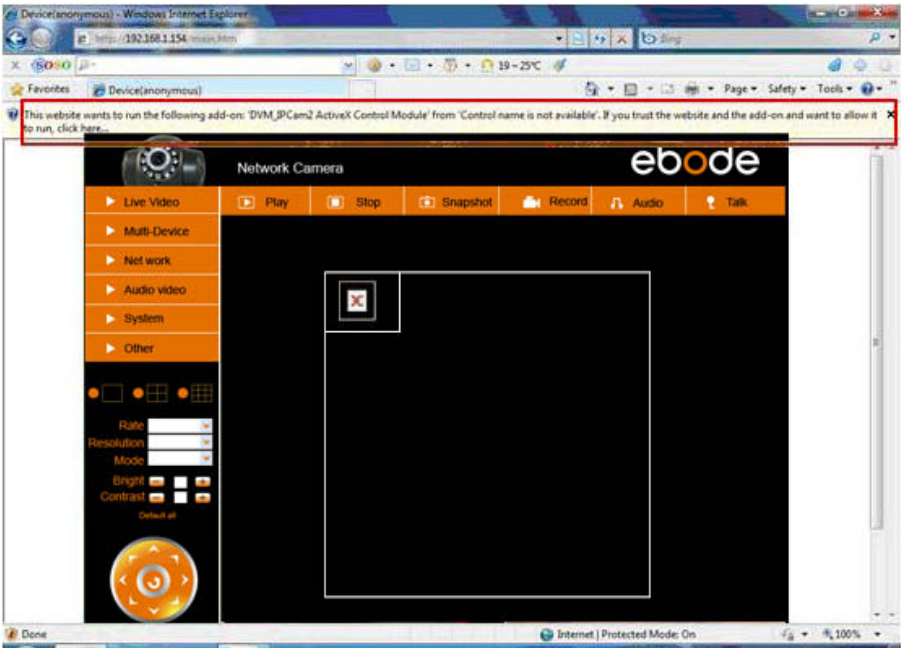 Device(anonymous) - Windows Internet Explorer
http://192.168.1.154/main.htm
Bing
x SOSO 19~25℃
Favorites Device(anonymous) Page Safety Tools
This website wants to run the following add-on: 'DVM_IPCam2 ActiveX Control Module' from 'Control name is not available'. If you trust the website and the add-on and want to allow it
to run, click here...
Network Camera ebode
Live Video Play Stop Snapshot Record Audio Talk
Multi-Device
Net work
Audio video
System
Other
Rate
Resolution
Mode
Bright
Contrast
Default all
Done Internet | Protected Mode: On 100%